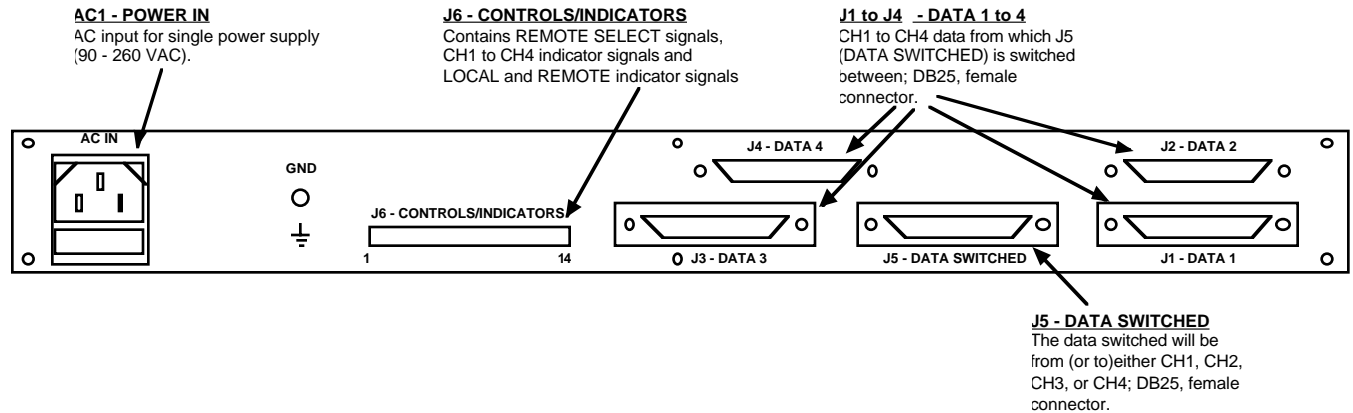 AC1 - POWER IN
AC input for single power supply
(90 - 260 VAC).
J6 - CONTROLS/INDICATORS
Contains REMOTE SELECT signals,
CH1 to CH4 indicator signals and
LOCAL and REMOTE indicator signals
J1 to J4 - DATA 1 to 4
CH1 to CH4 data from which J5
(DATA SWITCHED) is switched
between; DB25, female
connector.
AC IN
GND
J6 - CONTROLS/INDICATORS
1
14
J4 - DATA 4
J2 - DATA 2
J3 - DATA 3
J5 - DATA SWITCHED
J1 - DATA 1
J5 - DATA SWITCHED
The data switched will be
from (or to)either CH1, CH2,
CH3, or CH4; DB25, female
connector.